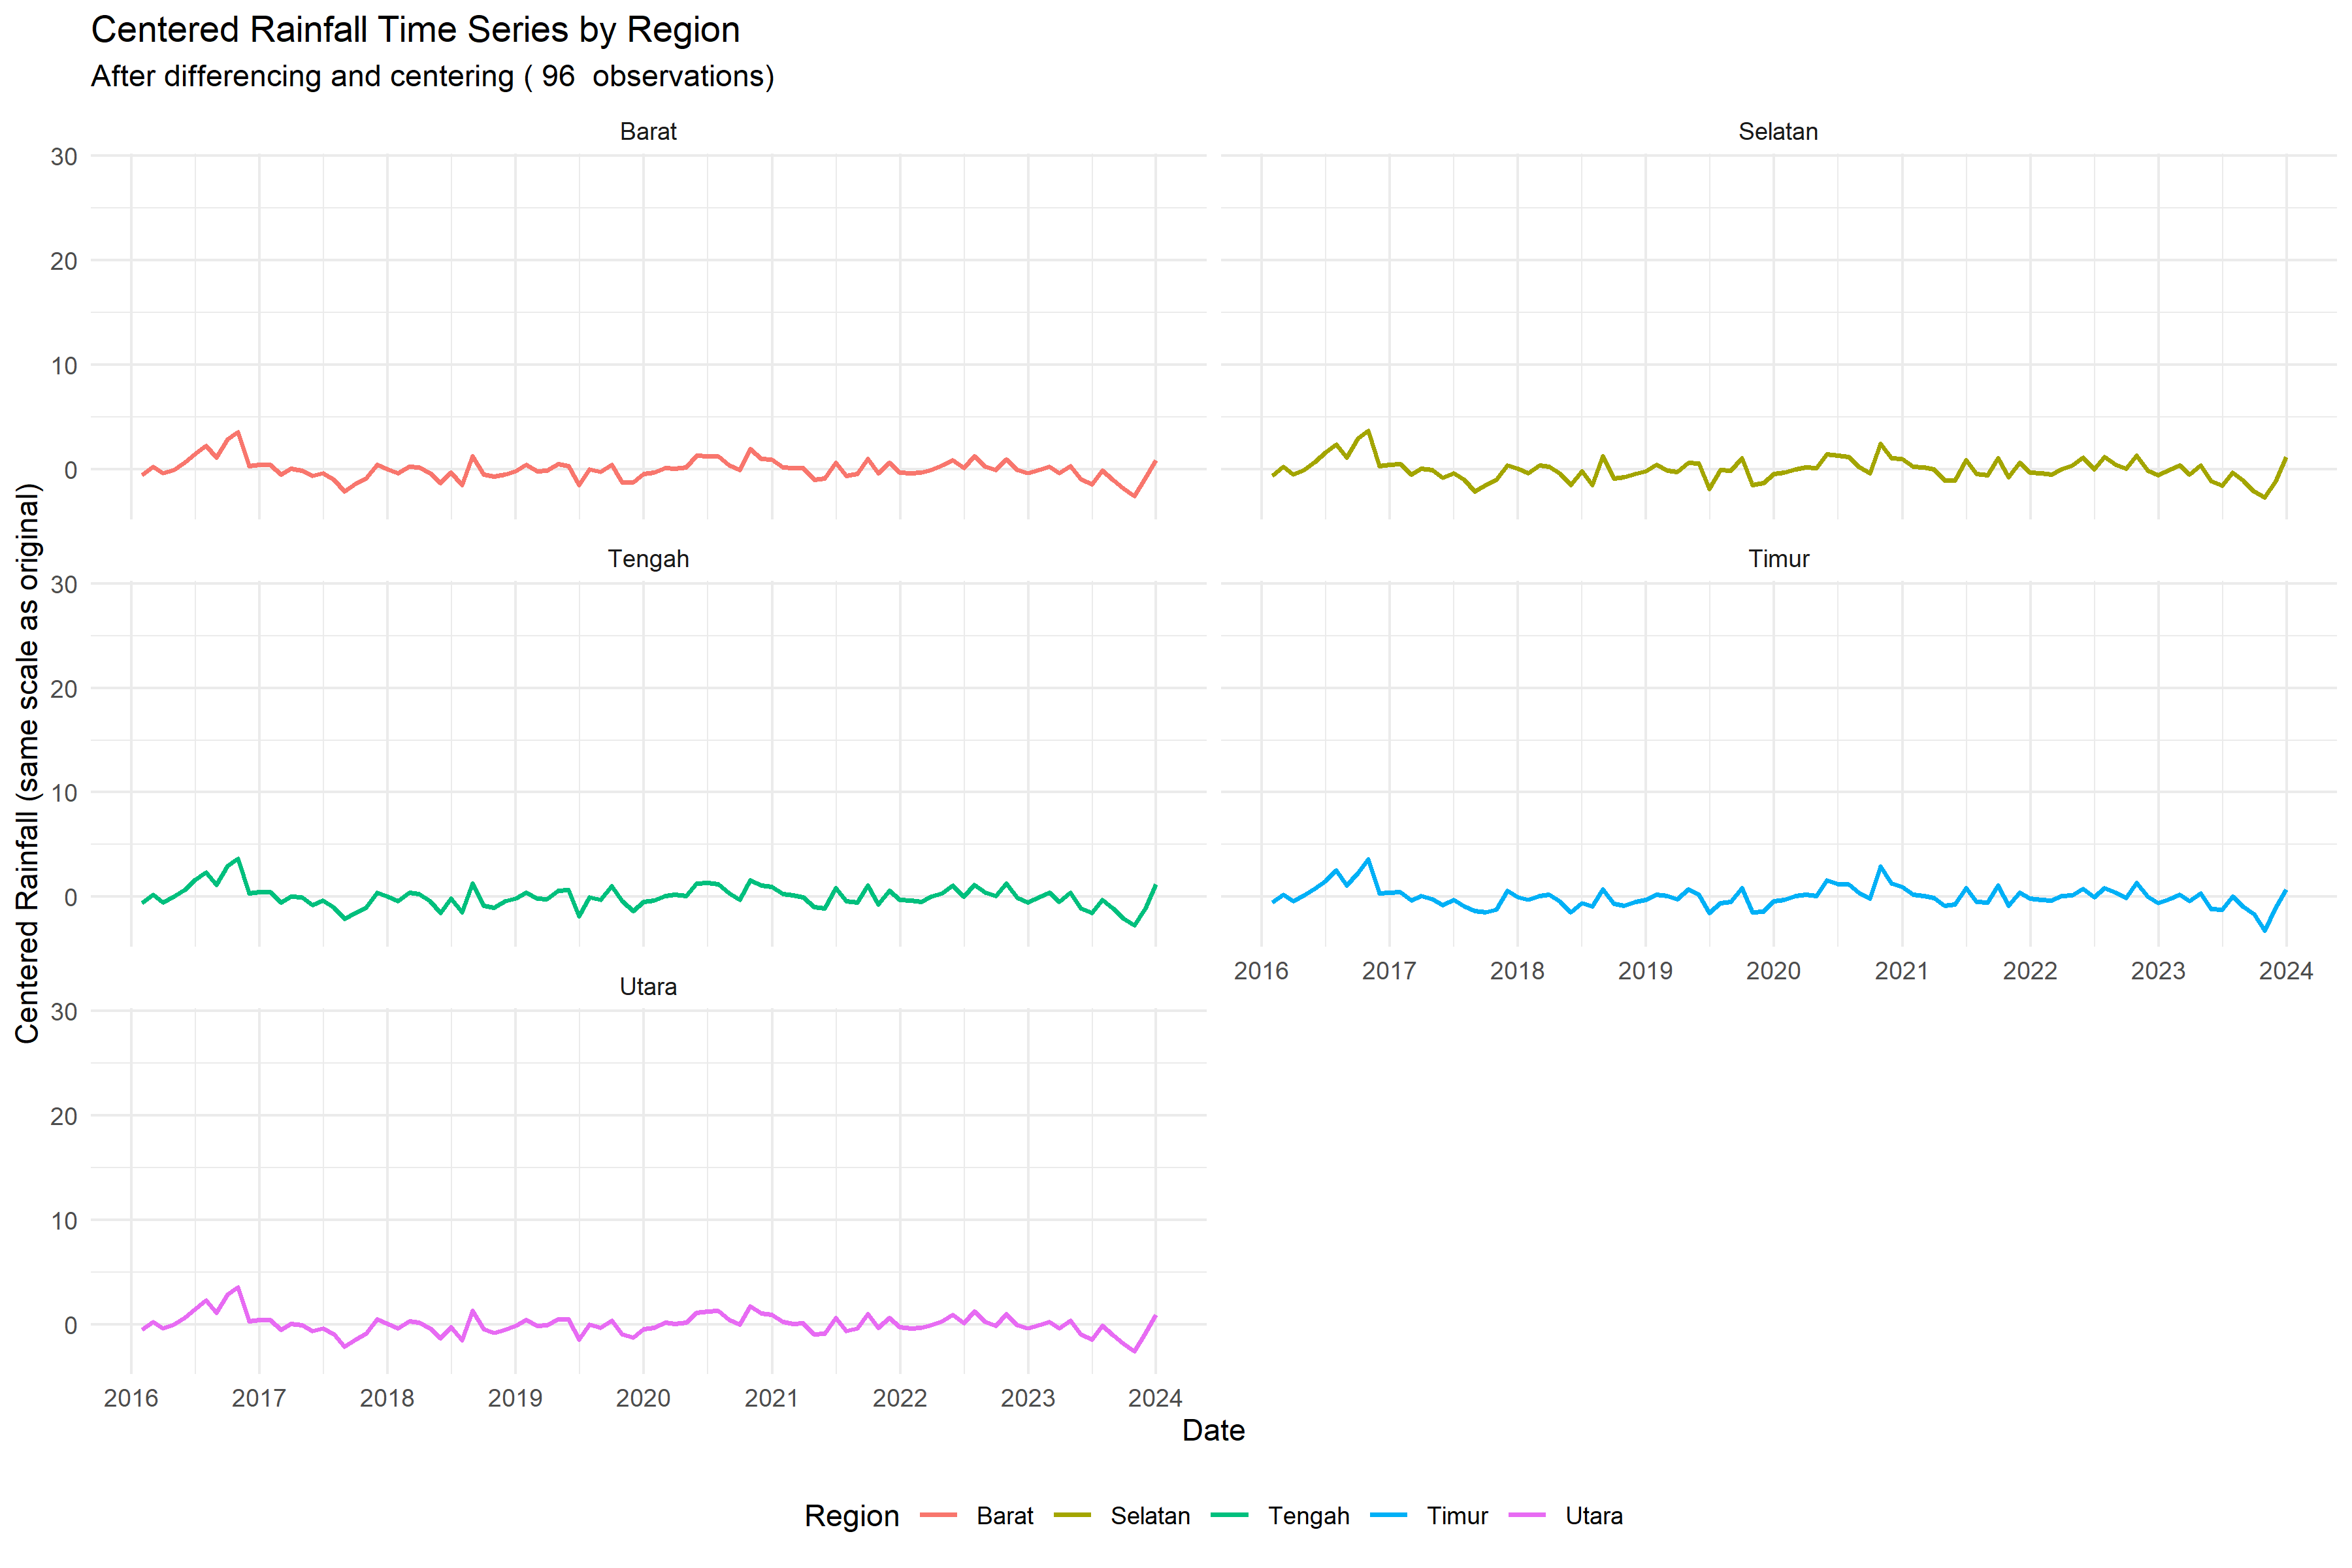 Centered Rainfall Time Series by Region
After differencing and centering ( 96  observations)
Barat
Selatan
30
20
10
0
Tengah
Timur
30
20
10
0
2016 2017 2018 2019 2020 2021 2022 2023 2024
Utara
30
20
10
0
2016 2017 2018 2019 2020 2021 2022 2023 2024
Centered Rainfall (same scale as original)
Date
Region Barat Selatan Tengah Timur Utara